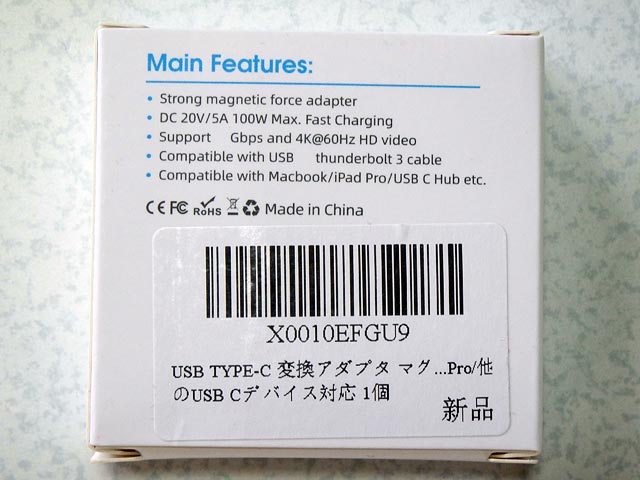 Main Features:
• Strong magnetic force adapter
• DC 20V/5A 100W Max. Fast Charging
• Support Gbps and 4K@60Hz HD video
• Compatible with USB thunderbolt 3 cable
• Compatible with Macbook/iPad Pro/USB C Hub etc.
CE FC RoHS Made in China
X0010EFGU9
USB TYPE-C 変換アダプタ マグ...Pro/他
のUSB Cデバイス対応 1個
新品